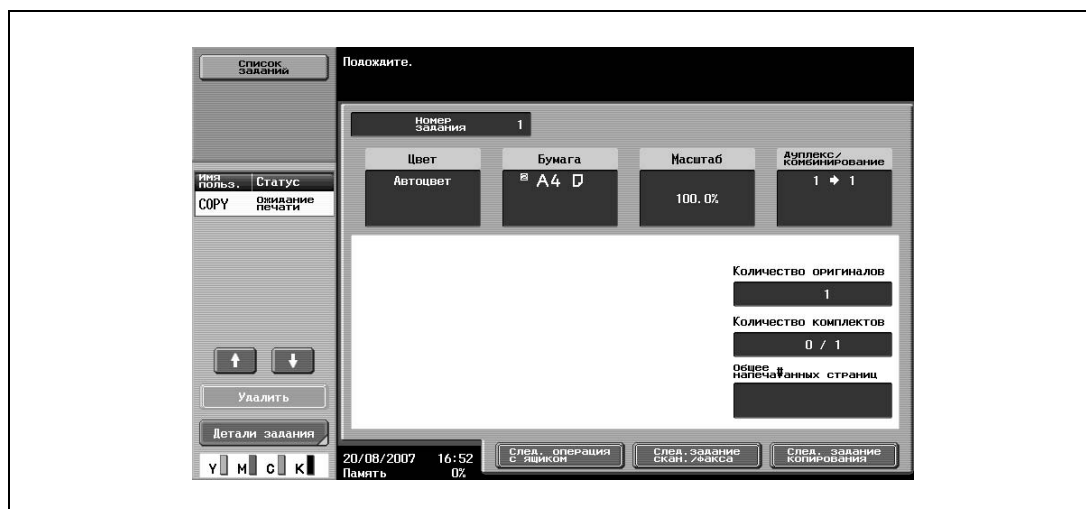 Список
заданий
Подождите.
Номер
задания 1
Цвет
Бумага
Масштаб
Дуплекс/
комбинирование
Автоцвет
2 A4
100.0%
1 → 1
Имя
польз.
Статус
COPY
Ожидание
печати
Количество оригиналов
1
Количество комплектов
0 / 1
Общее #
напечатанных страниц
Удалить
Детали задания
Y M C K
20/08/2007 16:52
Память 0%
След. операция
с ящиком
След.задание
скан./факса
След. задание
копирования